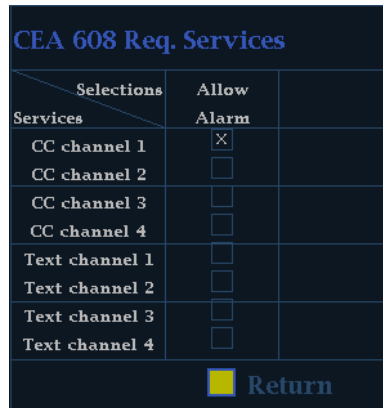 CEA 608 Req. Services
Selections Allow
Services Alarm
CC channel 1 X
CC channel 2
CC channel 3
CC channel 4
Text channel 1
Text channel 2
Text channel 3
Text channel 4
Return